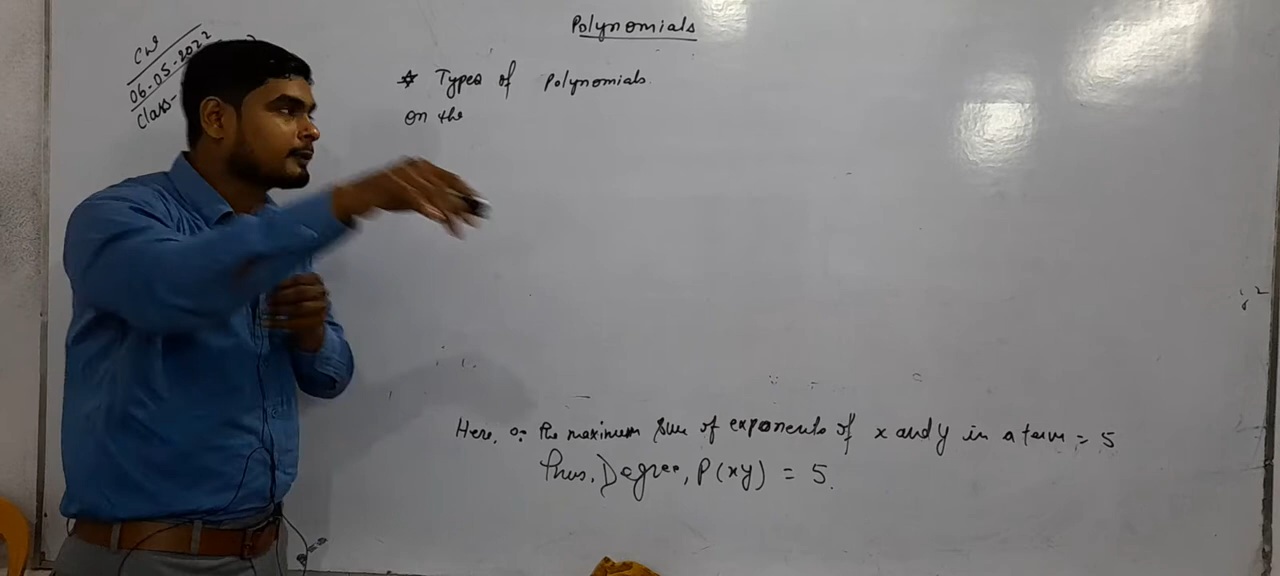 Polynomials
CW
06-05-2022
Class-
* Types of Polynomials.
on the
Here, ∵ the maximum sum of exponents of x and y in a term = 5
Thus, Degree, P(xy) = 5.